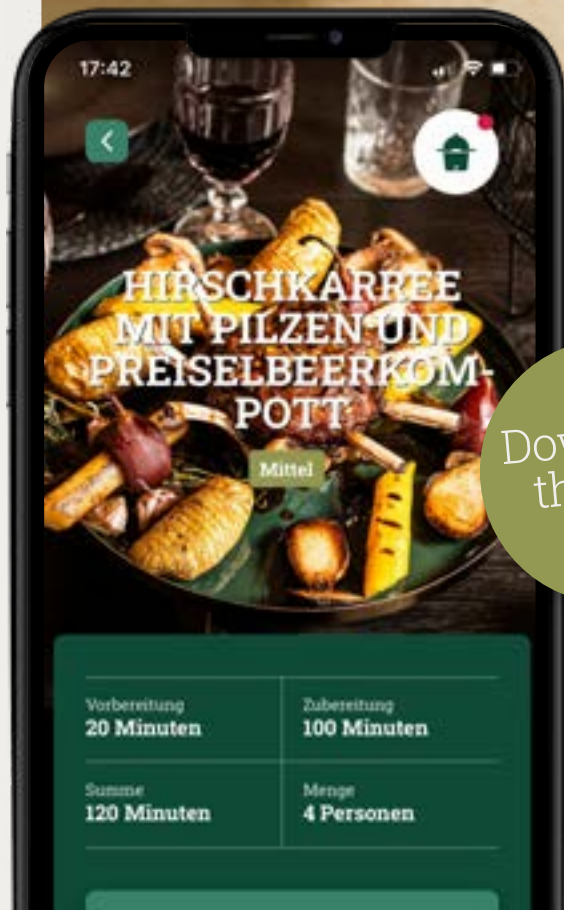 17:42
HIRSCHKARREE
MIT PILZEN UND
PREISELBEERKOM-
POTT
Mittel
Vorbereitung
20 Minuten
Zubereitung
100 Minuten
Summe
120 Minuten
Menge
4 Personen